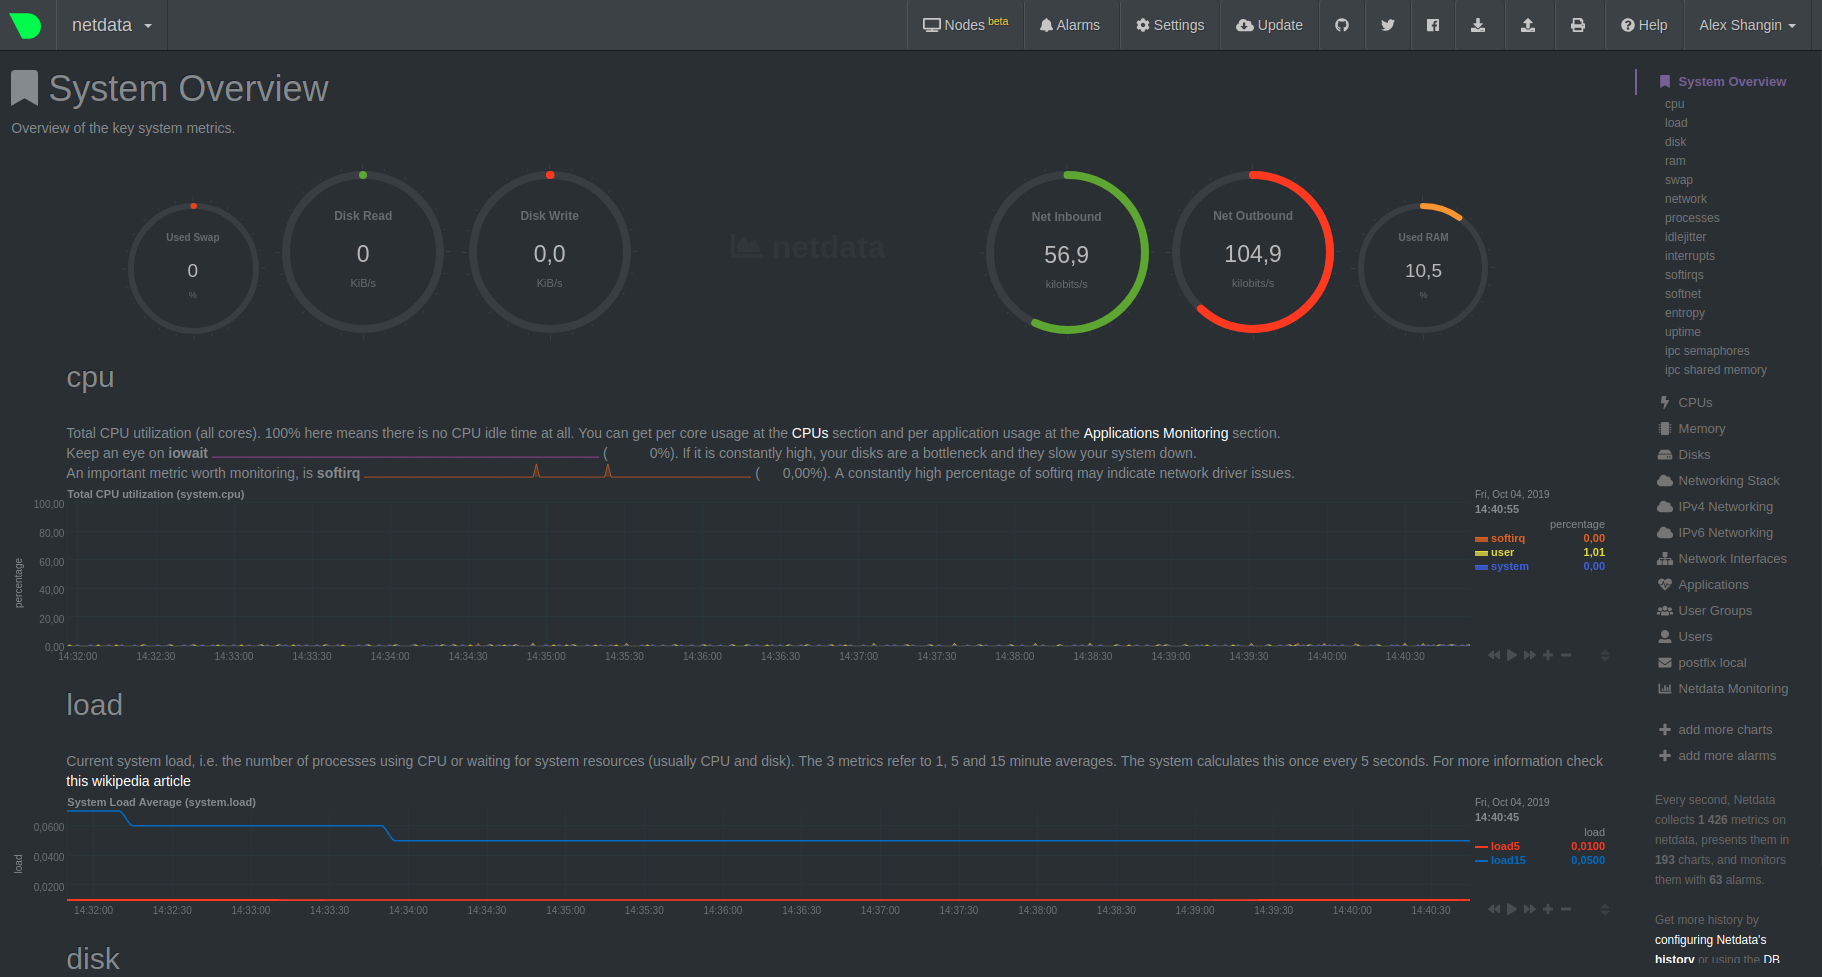 netdata
Nodes beta
Alarms
Settings
Update
Help
Alex Shangin
System Overview
Overview of the key system metrics.
Used Swap
0
%
Disk Read
0
KiB/s
Disk Write
0,0
KiB/s
netdata
Net Inbound
56,9
kilobits/s
Net Outbound
104,9
kilobits/s
Used RAM
10,5
%
cpu
Total CPU utilization (all cores). 100% here means there is no CPU idle time at all. You can get per core usage at the CPUs section and per application usage at the Applications Monitoring section.
Keep an eye on iowait ( 0%). If it is constantly high, your disks are a bottleneck and they slow your system down.
An important metric worth monitoring, is softirq ( 0,00%). A constantly high percentage of softirq may indicate network driver issues.
Total CPU utilization (system.cpu)
percentage
100,00
80,00
60,00
40,00
20,00
0,00
14:32:00 14:32:30 14:33:00 14:33:30 14:34:00 14:34:30 14:35:00 14:35:30 14:36:00 14:36:30 14:37:00 14:37:30 14:38:00 14:38:30 14:39:00 14:39:30 14:40:00 14:40:30
Fri, Oct 04, 2019
14:40:55
percentage
softirq 0,00
user 1,01
system 0,00
load
Current system load, i.e. the number of processes using CPU or waiting for system resources (usually CPU and disk). The 3 metrics refer to 1, 5 and 15 minute averages. The system calculates this once every 5 seconds. For more information check
this wikipedia article
System Load Average (system.load)
load
0,0600
0,0400
0,0200
14:32:00 14:32:30 14:33:00 14:33:30 14:34:00 14:34:30 14:35:00 14:35:30 14:36:00 14:36:30 14:37:00 14:37:30 14:38:00 14:38:30 14:39:00 14:39:30 14:40:00 14:40:30
Fri, Oct 04, 2019
14:40:45
load
load5 0,0100
load15 0,0500
disk
System Overview
cpu
load
disk
ram
swap
network
processes
idlejitter
interrupts
softirqs
softnet
entropy
uptime
ipc semaphores
ipc shared memory
CPUs
Memory
Disks
Networking Stack
IPv4 Networking
IPv6 Networking
Network Interfaces
Applications
User Groups
Users
postfix local
Netdata Monitoring
add more charts
add more alarms
Every second, Netdata
collects 1 426 metrics on
netdata, presents them in
193 charts, and monitors
them with 63 alarms.
Get more history by
configuring Netdata's
history or using the DB